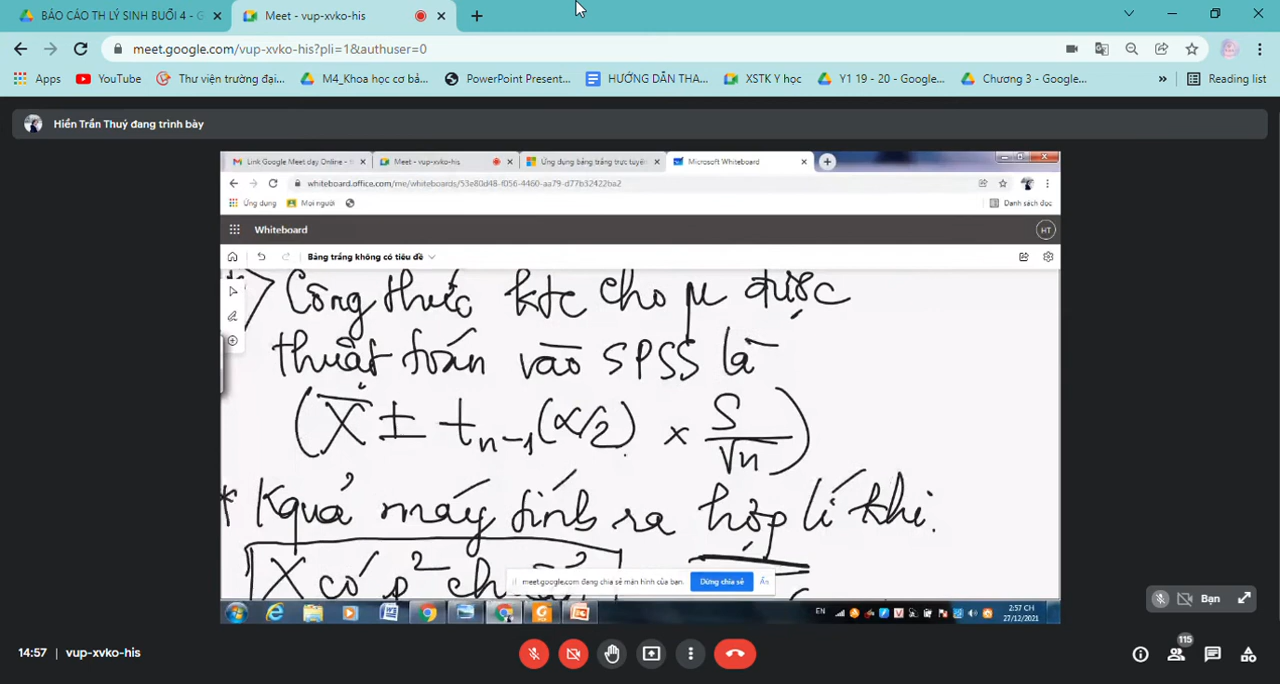 BÁO CÁO TH LÝ SINH BUỔI 4 - G
Meet - vup-xvko-his
meet.google.com/vup-xvko-his?pli=1&authuser=0
Apps
YouTube
Thư viện trường đại...
M4_Khoa học cơ bả...
PowerPoint Present...
HƯỚNG DẪN THA...
XSTK Y học
Y1 19 - 20 - Google...
Chương 3 - Google...
»
Reading list
Hiền Trần Thuý đang trình bày
Link Google Meet dạy Online - t
Meet - vup-xvko-his
Ứng dụng bảng trắng trực tuyến
Microsoft Whiteboard
whiteboard.office.com/me/whiteboards/53e80d48-f056-4460-aa79-d77b32422ba2
Ứng dụng
Mọi người
Danh sách đọc
Whiteboard
HT
Bảng trắng không có tiêu đề
Công thức ktc cho μ được
thuật toán vào SPSS là
(X̄ ± tn-1(α/2) × S/√n)
* Kquả máy tính ra hợp lí khi
X có p² chuẩn
meet.google.com đang chia sẻ màn hình của bạn.
Dừng chia sẻ
Ẩn
EN
2:57 CH
27/12/2021
Bạn
14:57 | vup-xvko-his
115